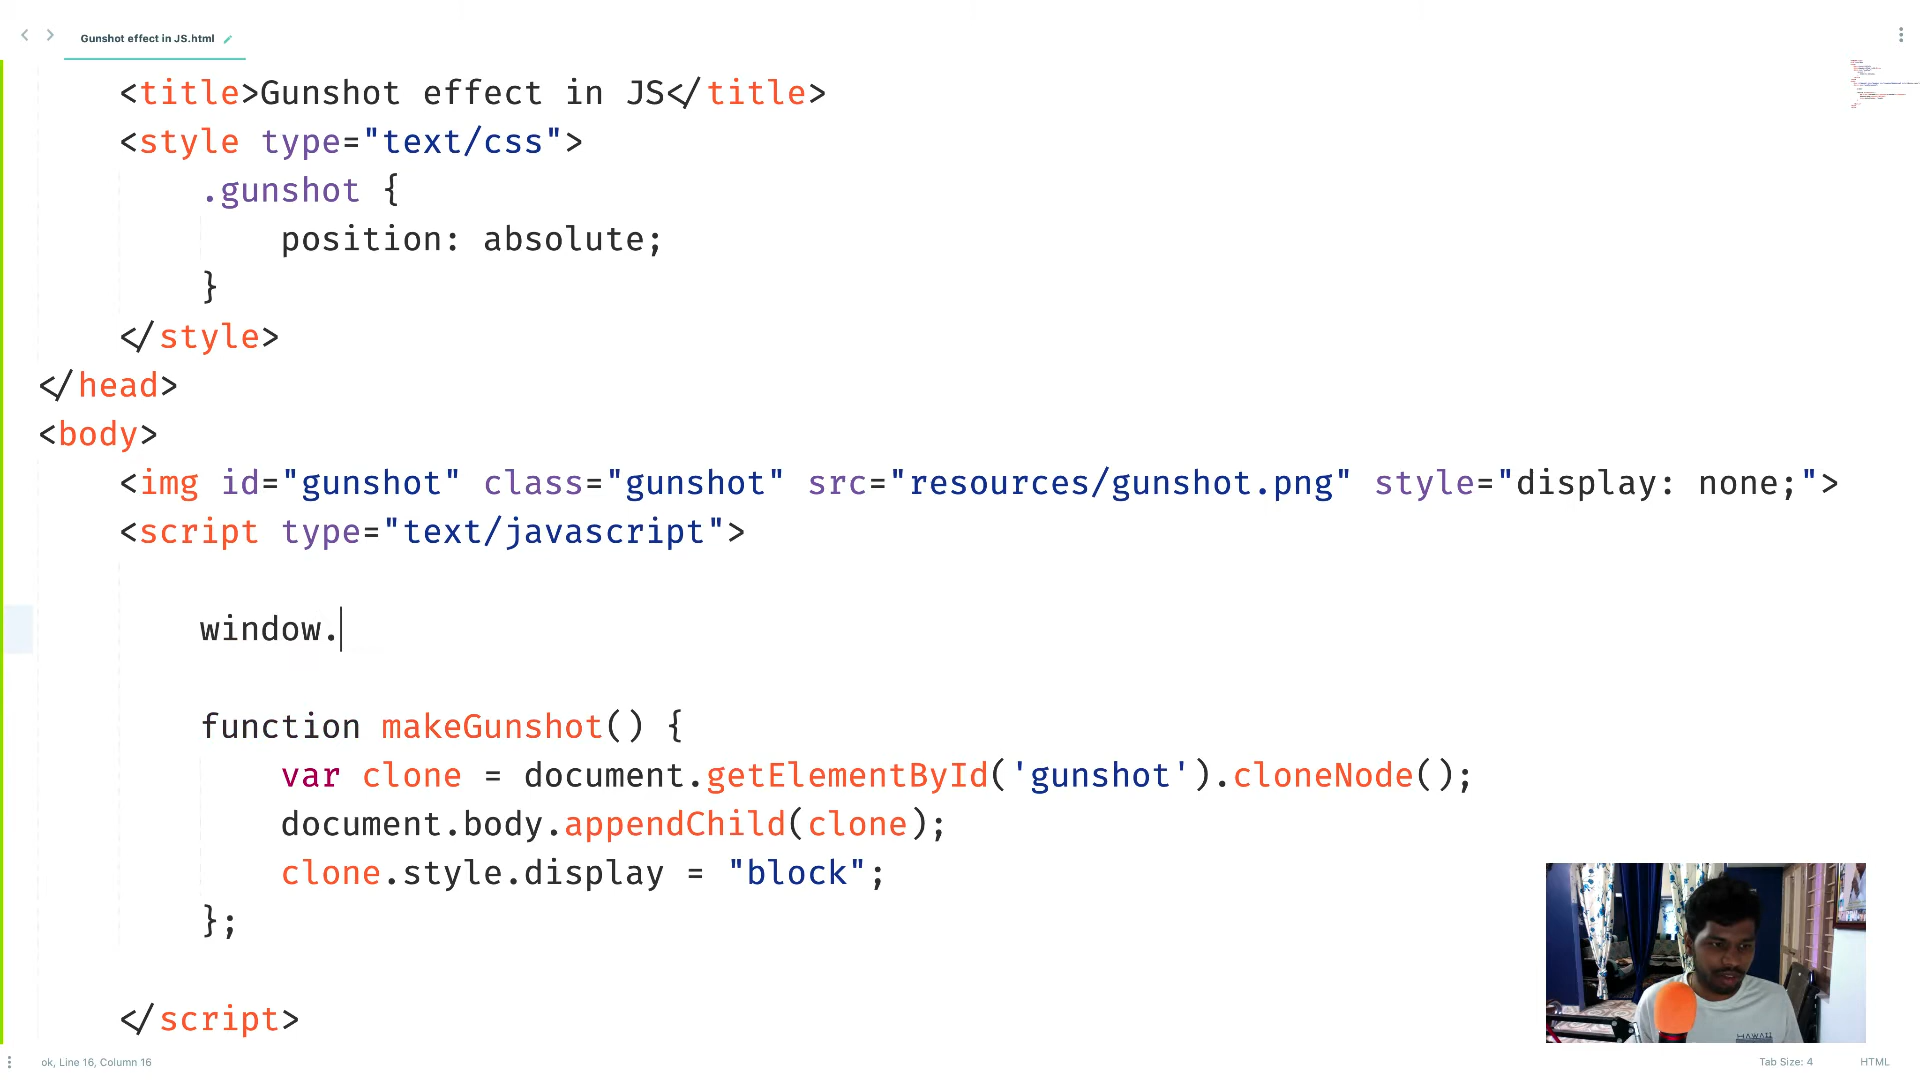 Gunshot effect in JS.html
<title>Gunshot effect in JS</title>
<style type="text/css">
.gunshot {
position: absolute;
}
</style>
</head>
<body>
<img id="gunshot" class="gunshot" src="resources/gunshot.png" style="display: none;">
<script type="text/javascript">
window.
function makeGunshot() {
var clone = document.getElementById('gunshot').cloneNode();
document.body.appendChild(clone);
clone.style.display = "block";
};
</script>
ok, Line 16, Column 16
Tab Size: 4
HTML